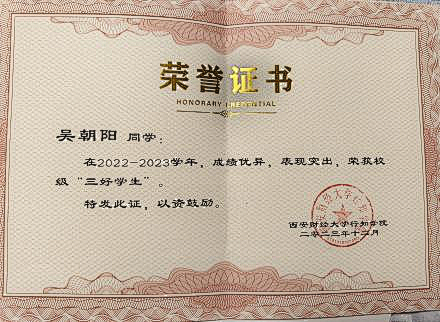 荣誉证书
HONORARY CREDENTIAL
吴朝阳 同学：
在2022-2023学年，成绩优异，表现突出，荣获校
级“三好学生”。
特发此证，以资鼓励。
西安财经大学行知学院
二〇二三年十二月